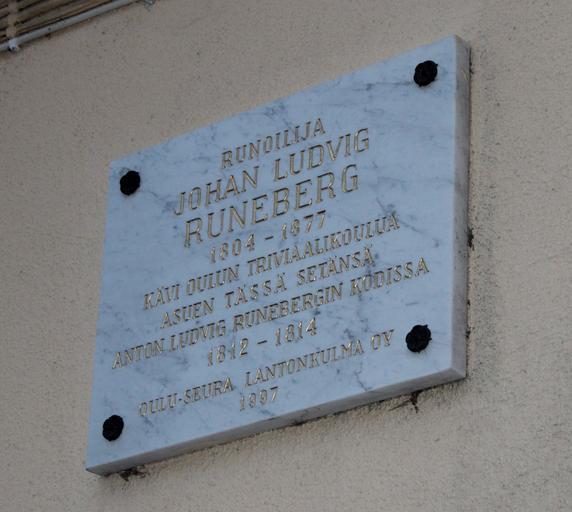 RUNOILIJA
JOHAN LUDVIG
RUNEBERG
1804 - 1877
KÄVI OULUN TRIVIAALIKOULUA
ASUEN TÄSSÄ SETÄNSÄ
ANTON LUDVIG RUNEBERGIN KODISSA
1812 - 1814
OULU-SEURA LANTONKULMA OY
1997